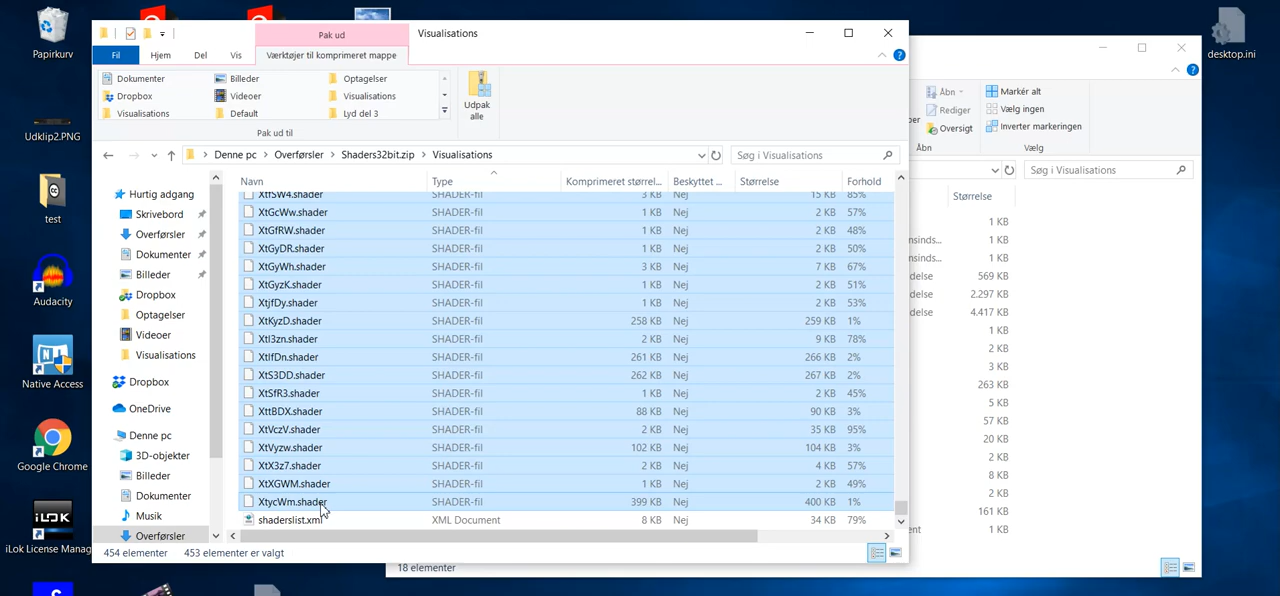 Papirkurv
Udklip2.PNG
test
Audacity
Native Access
Google Chrome
iLok License Manag
desktop.ini
Pak ud
Visualisations
Fil
Hjem
Del
Vis
Værktøjer til komprimeret mappe
Dokumenter
Billeder
Optagelser
Dropbox
Videoer
Visualisations
Visualisations
Default
Lyd del 3
Udpak
alle
Pak ud til
Denne pc > Overførsler > Shaders32bit.zip > Visualisations
Søg i Visualisations
Navn Type Komprimeret størrel... Beskyttet ... Størrelse Forhold
Hurtig adgang
Skrivebord
Overførsler
Dokumenter
Billeder
Dropbox
Optagelser
Videoer
Visualisations
Dropbox
OneDrive
Denne pc
3D-objekter
Billeder
Dokumenter
Musik
Overførsler
XtfSW4.shader SHADER-fil 3 KB Nej 15 KB 85%
XtGcWw.shader SHADER-fil 1 KB Nej 2 KB 57%
XtGfRW.shader SHADER-fil 1 KB Nej 2 KB 48%
XtGyDR.shader SHADER-fil 1 KB Nej 2 KB 50%
XtGyWh.shader SHADER-fil 3 KB Nej 7 KB 67%
XtGyzK.shader SHADER-fil 1 KB Nej 2 KB 51%
XtjfDy.shader SHADER-fil 1 KB Nej 2 KB 53%
XtKyzD.shader SHADER-fil 258 KB Nej 259 KB 1%
Xtl3zn.shader SHADER-fil 2 KB Nej 9 KB 78%
XtlfDn.shader SHADER-fil 261 KB Nej 266 KB 2%
XtS3DD.shader SHADER-fil 262 KB Nej 267 KB 2%
XtSfR3.shader SHADER-fil 1 KB Nej 2 KB 45%
XttBDX.shader SHADER-fil 88 KB Nej 90 KB 3%
XtVczV.shader SHADER-fil 2 KB Nej 35 KB 95%
XtVyzw.shader SHADER-fil 102 KB Nej 104 KB 3%
XtX3z7.shader SHADER-fil 2 KB Nej 4 KB 57%
XtXGWM.shader SHADER-fil 1 KB Nej 2 KB 49%
XtycWm.shader SHADER-fil 399 KB Nej 400 KB 1%
shaderslist.xml XML Document 8 KB Nej 34 KB 79%
454 elementer 453 elementer er valgt
Åbn
Rediger
Oversigt
Åbn
Markér alt
Vælg ingen
Inverter markeringen
Vælg
Søg i Visualisations
Størrelse
1 KB
nsinds... 1 KB
nsinds... 1 KB
delse 569 KB
delse 2.297 KB
delse 4.417 KB
1 KB
2 KB
3 KB
263 KB
5 KB
57 KB
20 KB
2 KB
8 KB
161 KB
1 KB
18 elementer